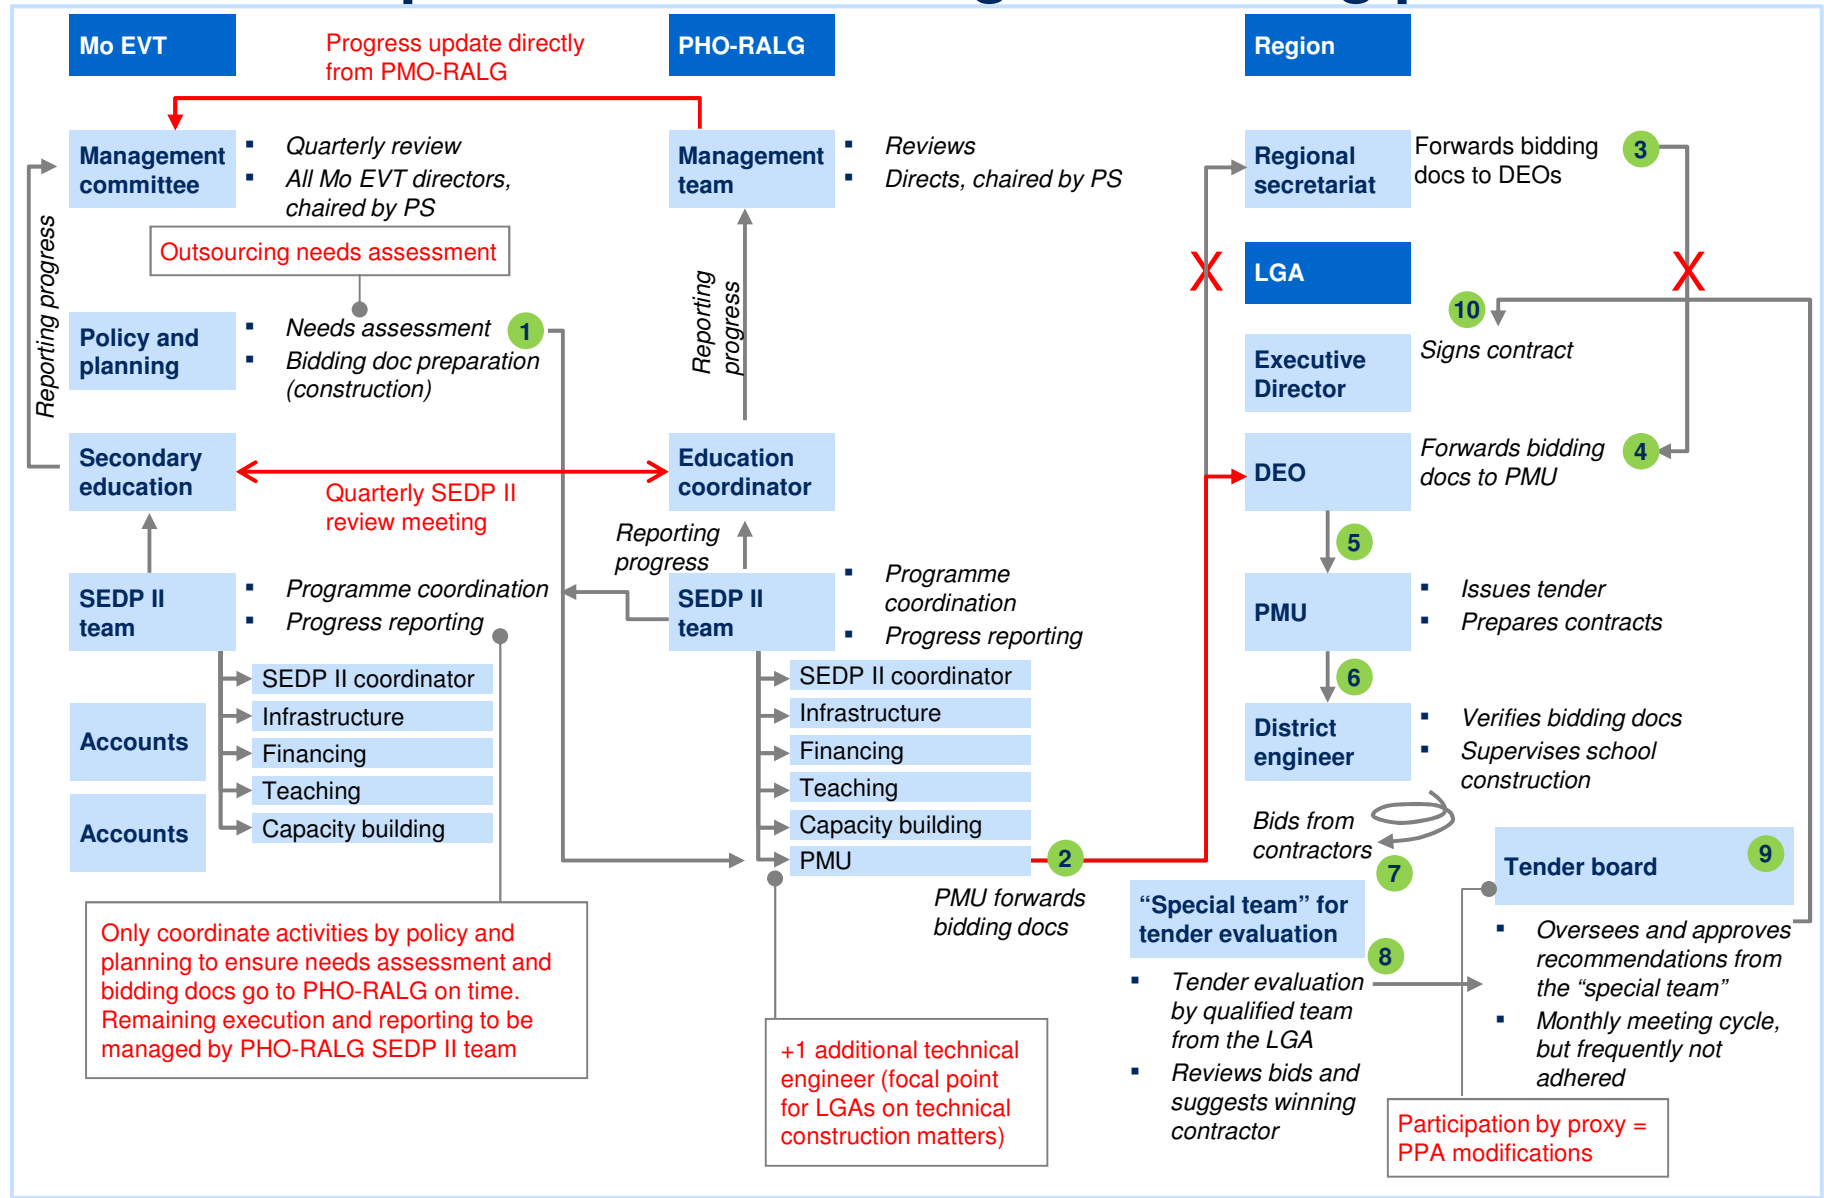 Mo EVT
Progress update directly
from PMO-RALG
PHO-RALG
Region
Management
committee
▪ Quarterly review
▪ All Mo EVT directors,
chaired by PS
Management
team
▪ Reviews
▪ Directs, chaired by PS
Regional
secretariat
Forwards bidding
docs to DEOs
3
Reporting progress
Outsourcing needs assessment
Reporting
progress
X
LGA
X
Policy and
planning
▪ Needs assessment
▪ Bidding doc preparation
(construction)
1
10
Signs contract
Executive
Director
Secondary
education
Quarterly SEDP II
review meeting
Education
coordinator
DEO
Forwards bidding
docs to PMU
4
Reporting
progress
5
SEDP II
team
▪ Programme coordination
▪ Progress reporting
SEDP II
team
▪ Programme
coordination
▪ Progress reporting
PMU
▪ Issues tender
▪ Prepares contracts
6
SEDP II coordinator
Infrastructure
Financing
Teaching
Capacity building
Accounts
Accounts
SEDP II coordinator
Infrastructure
Financing
Teaching
Capacity building
PMU
2
PMU forwards
bidding docs
District
engineer
▪ Verifies bidding docs
▪ Supervises school
construction
Bids from
contractors
7
Tender board
9
"Special team" for
tender evaluation
8
▪ Tender evaluation
by qualified team
from the LGA
▪ Reviews bids and
suggests winning
contractor
▪ Oversees and approves
recommendations from
the "special team"
▪ Monthly meeting cycle,
but frequently not
adhered
Only coordinate activities by policy and
planning to ensure needs assessment and
bidding docs go to PHO-RALG on time.
Remaining execution and reporting to be
managed by PHO-RALG SEDP II team
+1 additional technical
engineer (focal point
for LGAs on technical
construction matters)
Participation by proxy =
PPA modifications